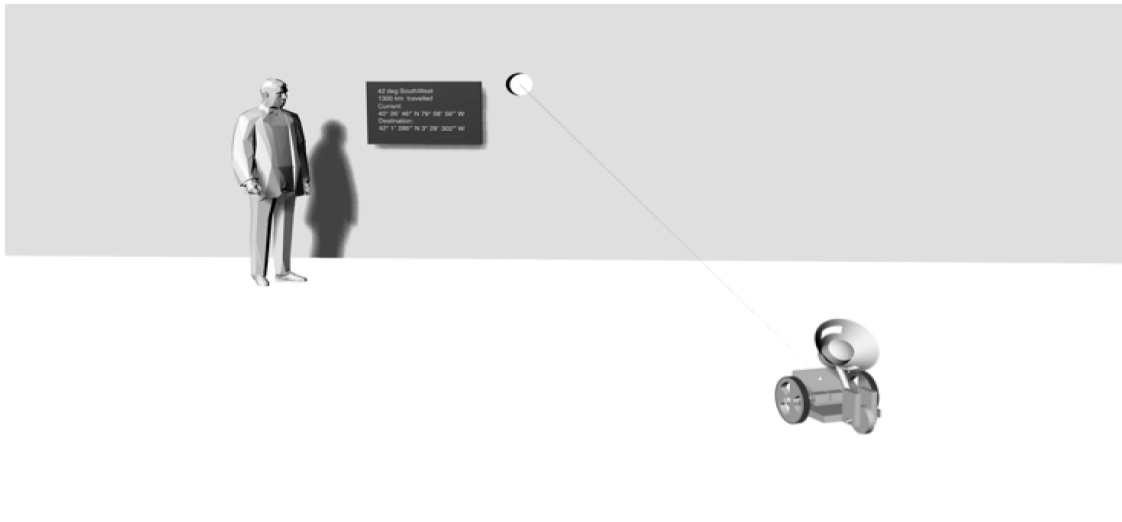 42 deg SouthWest
1300 km travelled
Current:
40° 26' 46" N 79° 58' 56" W
Destination:
42° 1' 286" N 3° 28' 302" W